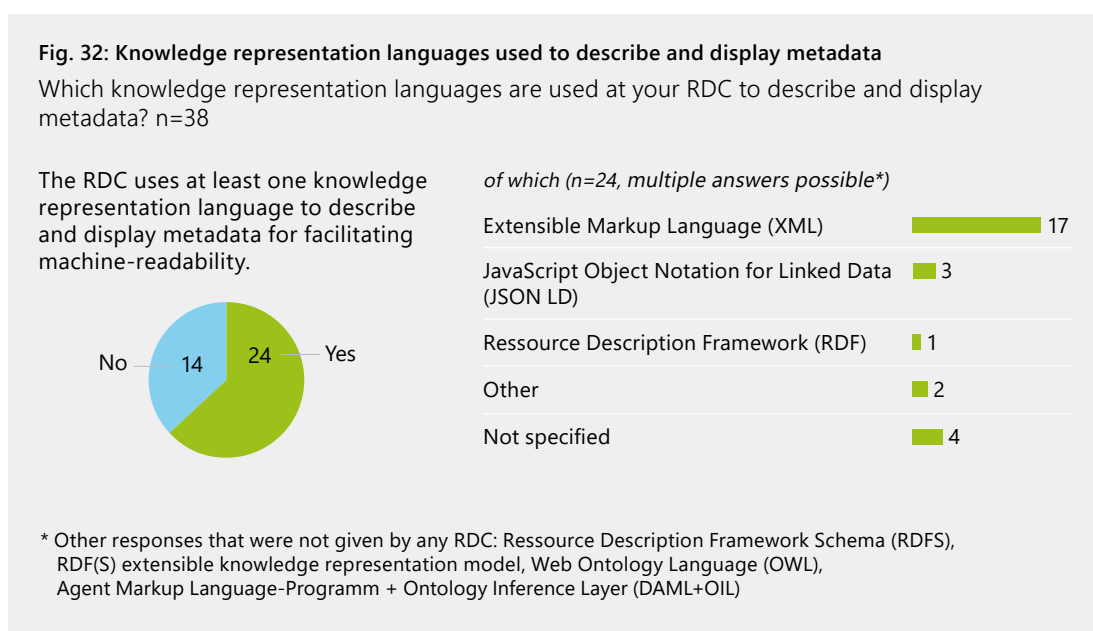 Fig. 32: Knowledge representation languages used to describe and display metadata
Which knowledge representation languages are used at your RDC to describe and display
metadata? n=38
The RDC uses at least one knowledge
representation language to describe
and display metadata for facilitating
machine-readability.
No
14
24
Yes
of which (n=24, multiple answers possible*)
Extensible Markup Language (XML)
17
JavaScript Object Notation for Linked Data
(JSON LD)
3
Ressource Description Framework (RDF)
1
Other
2
Not specified
4
* Other responses that were not given by any RDC: Ressource Description Framework Schema (RDFS),
RDF(S) extensible knowledge representation model, Web Ontology Language (OWL),
Agent Markup Language-Programm + Ontology Inference Layer (DAML+OIL)